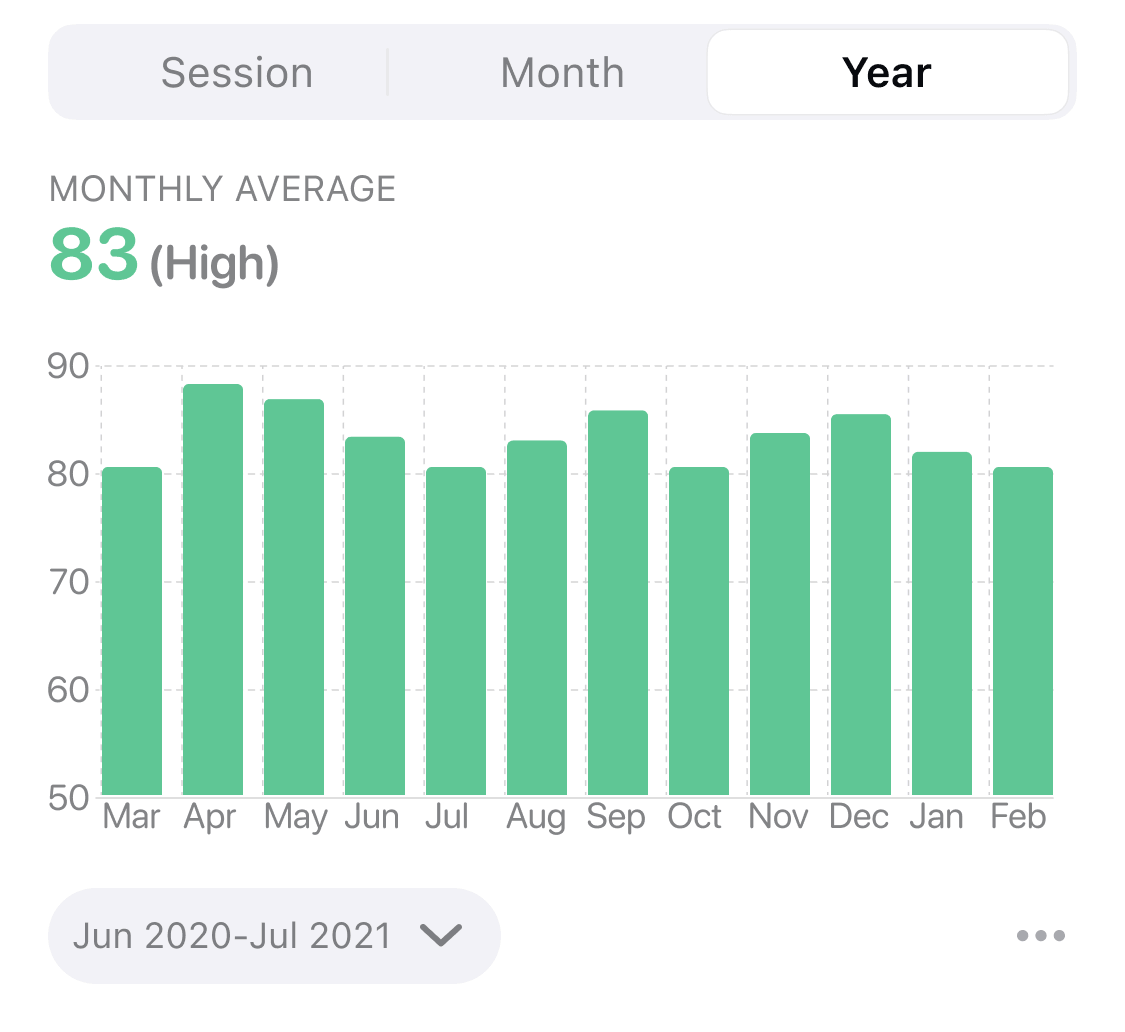 Session Month Year
MONTHLY AVERAGE
83 (High)
90
80
70
60
50
Mar Apr May Jun Jul Aug Sep Oct Nov Dec Jan Feb
Jun 2020-Jul 2021